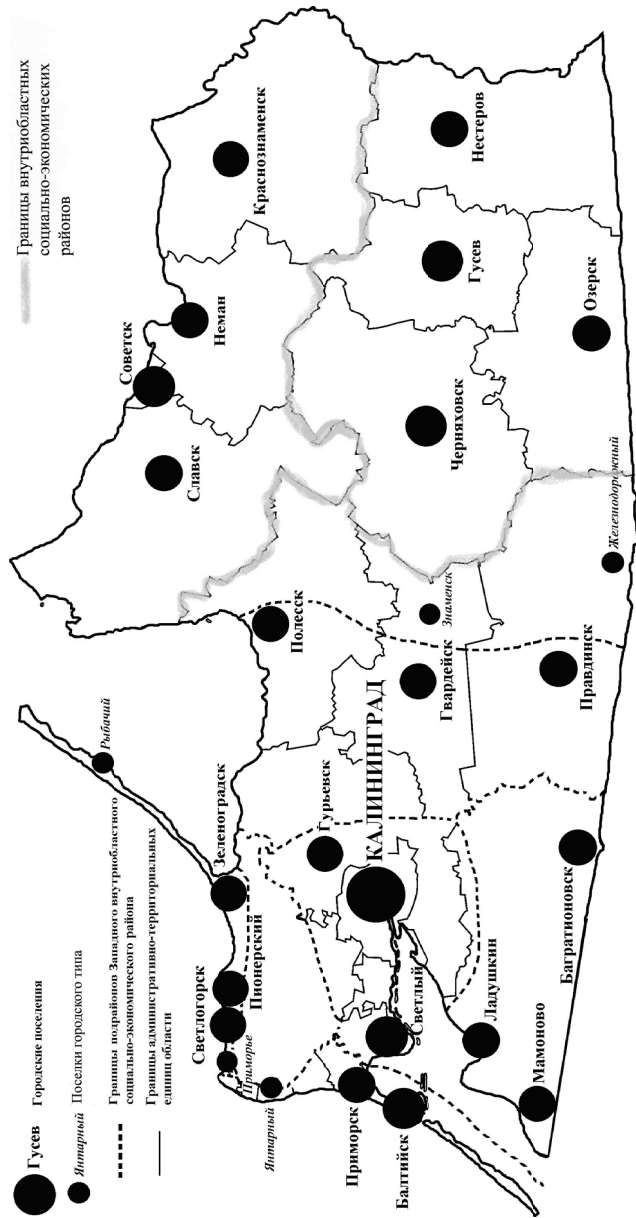 Гусев
Городские поселения
Янтарный
Поселки городского типа
Границы подрайонов Западного внутриобластного
социально-экономического района
Границы административно-территориальных
единиц области
Границы внутриобластных
социально-экономических
районов
Рыбачий
Советск
Славск
Неман
Краснознаменск
Светлогорск
Пионерский
Зеленоградск
Приморье
Янтарный
Полесск
Гурьевск
КАЛИНИНГРАД
Приморск
Балтийск
Светлый
Гвардейск
Знаменск
Черняховск
Гусев
Нестеров
Ладушкин
Мамоново
Багратионовск
Правдинск
Железнодорожный
Озерск